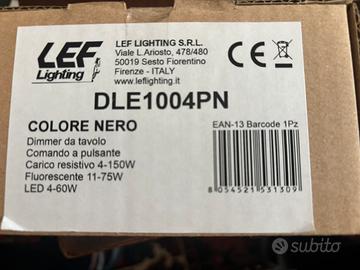 LEF
Lighting
LEF LIGHTING S.R.L.
Viale L.Ariosto, 478/480
50019 Sesto Fiorentino
Firenze - ITALY
www.leflighting.it
DLE1004PN
COLORE NERO
Dimmer da tavolo
Comando a pulsante
Carico resistivo 4-150W
Fluorescente 11-75W
LED 4-60W
EAN-13 Barcode 1Pz
8 054521 531309
subito